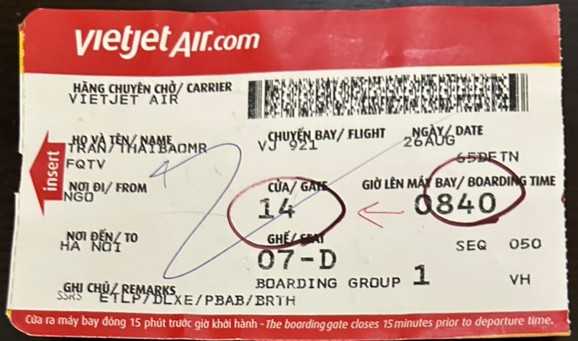 vietjetAir.com
HÃNG CHUYÊN CHỞ/ CARRIER
VIETJET AIR
HỌ VÀ TÊN/ NAME
TRAN/THAIBAOMR
FQTV
CHUYẾN BAY/ FLIGHT
VJ 921
NGÀY/ DATE
26AUG
65DETN
insert
NƠI ĐI/ FROM
NGO
CỬA/ GATE
14
GIỜ LÊN MÁY BAY/ BOARDING TIME
0840
NƠI ĐẾN/ TO
HA NOI
GHẾ/ SEAT
07-D
SEQ 050
BOARDING GROUP 1
VH
GHI CHÚ/ REMARKS
SSRS ETLP/DLXE/PBAB/BRTH
Cửa ra máy bay đóng 15 phút trước giờ khởi hành - The boarding gate closes 15 minutes prior to departure time.